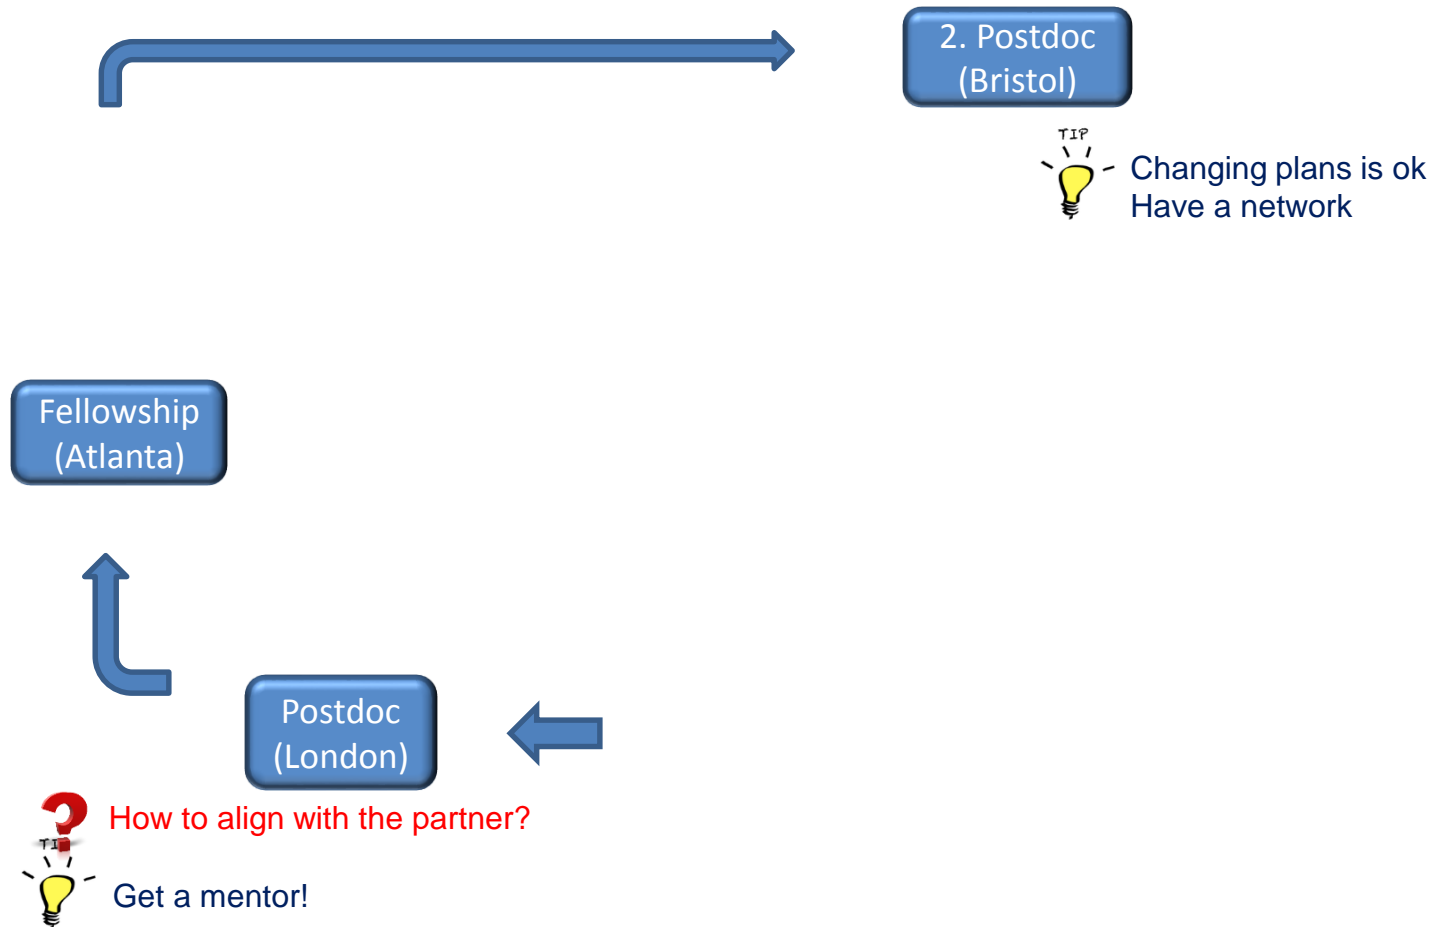 2. Postdoc
(Bristol)
TIP
Changing plans is ok
Have a network
Fellowship
(Atlanta)
Postdoc
(London)
?
How to align with the partner?
TI
Get a mentor!